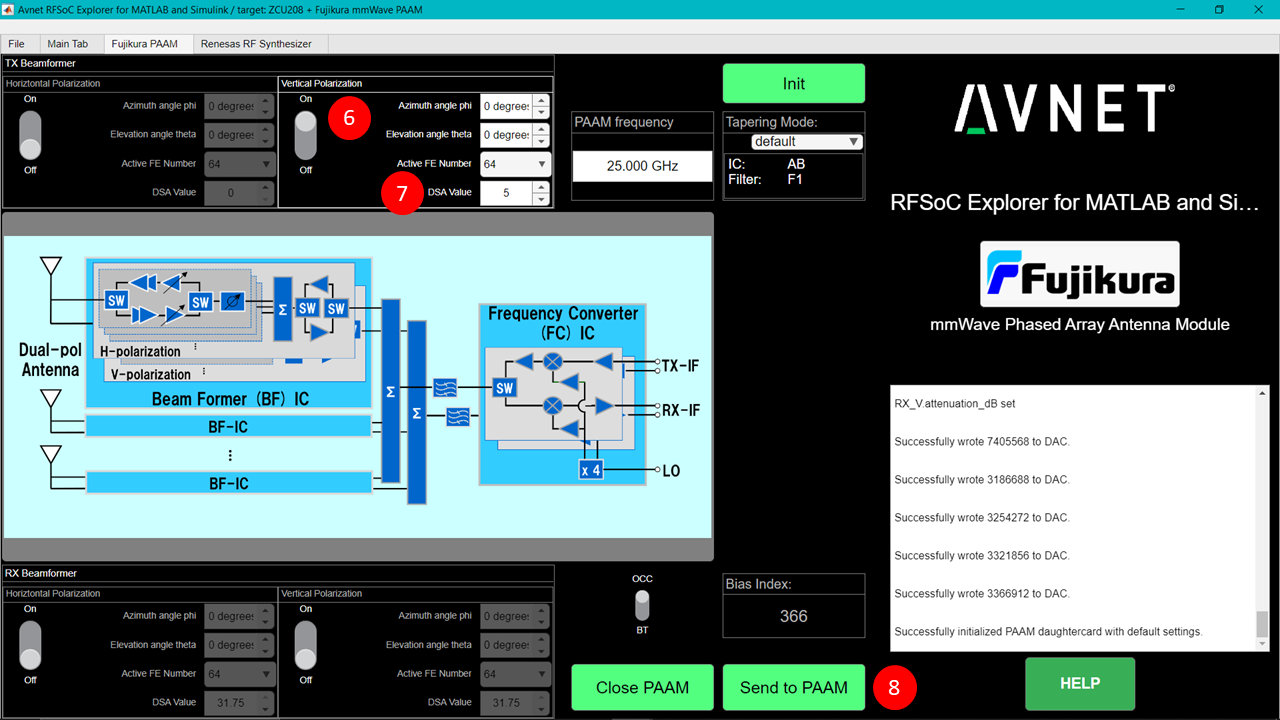 Avnet RFSoC Explorer for MATLAB and Simulink / target: ZCU208 + Fujikura mmWave PAAM
File Main Tab Fujikura PAAM Renesas RF Synthesizer
TX Beamformer
Horiztontal Polarization
On
Off
Azimuth angle phi 0 degrees
Elevation angle theta 0 degrees
Active FE Number 64
DSA Value 0
Vertical Polarization
On
Off
6
Azimuth angle phi 0 degrees
Elevation angle theta 0 degrees
Active FE Number 64
7
DSA Value 5
PAAM frequency
25.000 GHz
Init
Tapering Mode:
default
IC: AB
Filter: F1
AVNET®
RFSoC Explorer for MATLAB and Si...
Fujikura
mmWave Phased Array Antenna Module
Dual-pol
Antenna
SW
SW
Σ
SW
SW
H-polarization
V-polarization
Beam Former (BF) IC
BF-IC
BF-IC
Σ
Σ
Frequency Converter
(FC) IC
SW
x 4
TX-IF
RX-IF
LO
RX_V.attenuation_dB set
Successfully wrote 7405568 to DAC.
Successfully wrote 3186688 to DAC.
Successfully wrote 3254272 to DAC.
Successfully wrote 3321856 to DAC.
Successfully wrote 3366912 to DAC.
Successfully initialized PAAM daughtercard with default settings.
RX Beamformer
Horiztontal Polarization
On
Off
Azimuth angle phi 0 degrees
Elevation angle theta 0 degrees
Active FE Number 64
DSA Value 31.75
Vertical Polarization
On
Off
Azimuth angle phi 0 degrees
Elevation angle theta 0 degrees
Active FE Number 64
DSA Value 31.75
OCC
BT
Bias Index:
366
Close PAAM
Send to PAAM
8
HELP